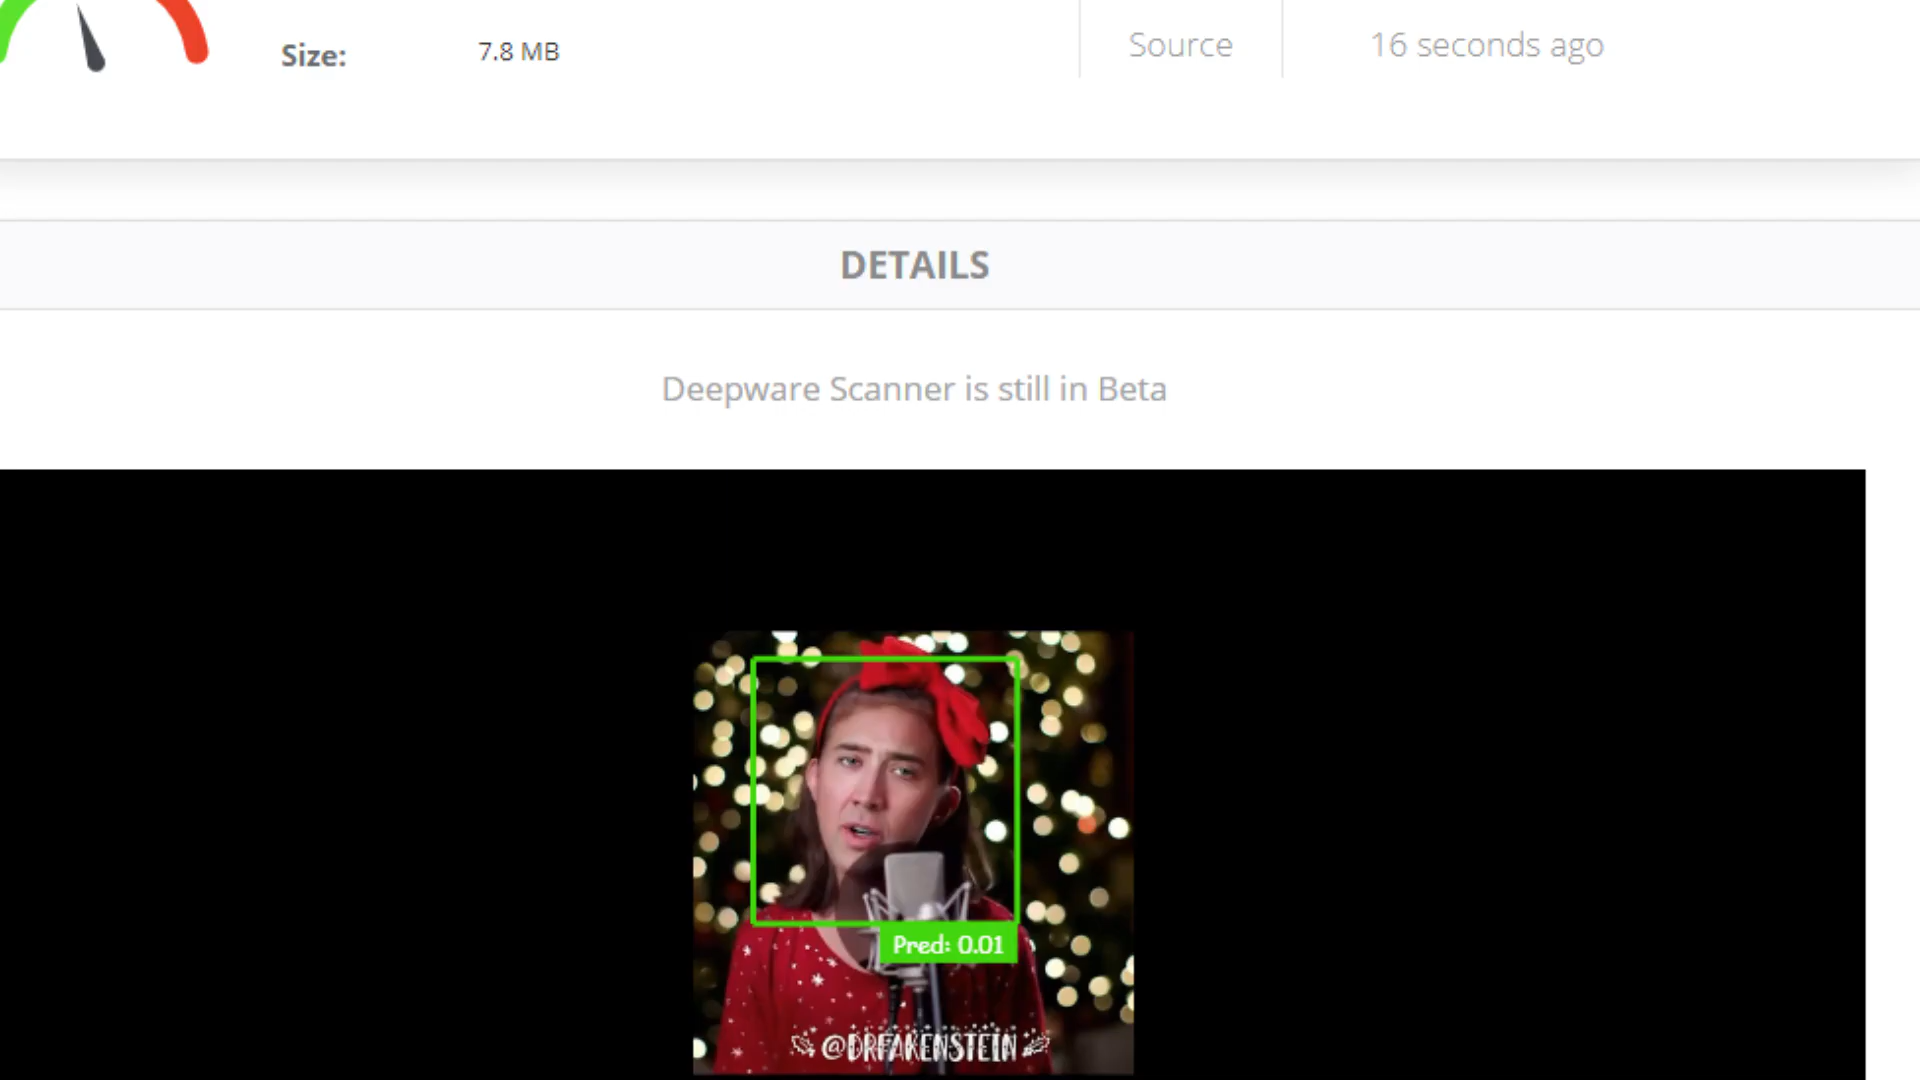 Size: 7.8 MB
Source 16 seconds ago
DETAILS
Deepware Scanner is still in Beta
Pred: 0.01
@DRFAKENSTEIN